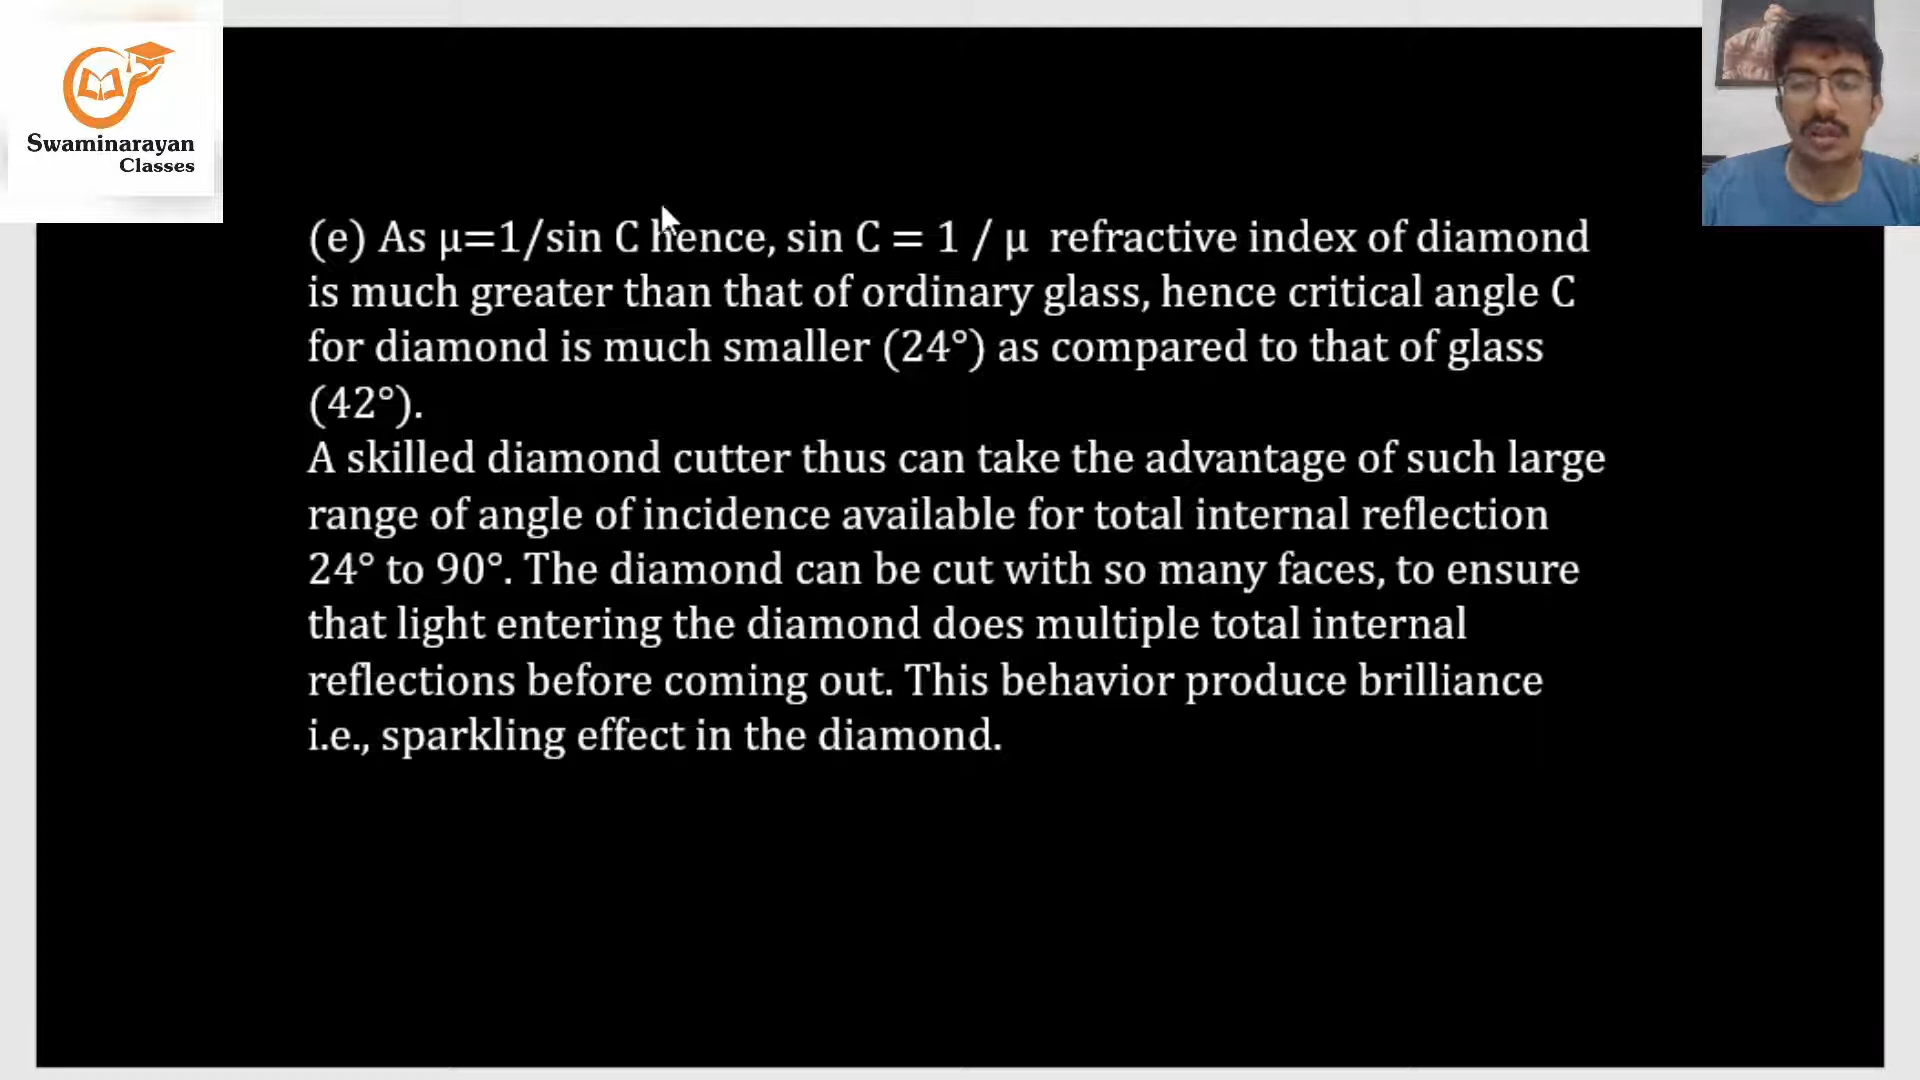 Swaminarayan
Classes
(e) As μ=1/sin C hence, sin C = 1 / μ refractive index of diamond
is much greater than that of ordinary glass, hence critical angle C
for diamond is much smaller (24°) as compared to that of glass
(42°).
A skilled diamond cutter thus can take the advantage of such large
range of angle of incidence available for total internal reflection
24° to 90°. The diamond can be cut with so many faces, to ensure
that light entering the diamond does multiple total internal
reflections before coming out. This behavior produce brilliance
i.e., sparkling effect in the diamond.